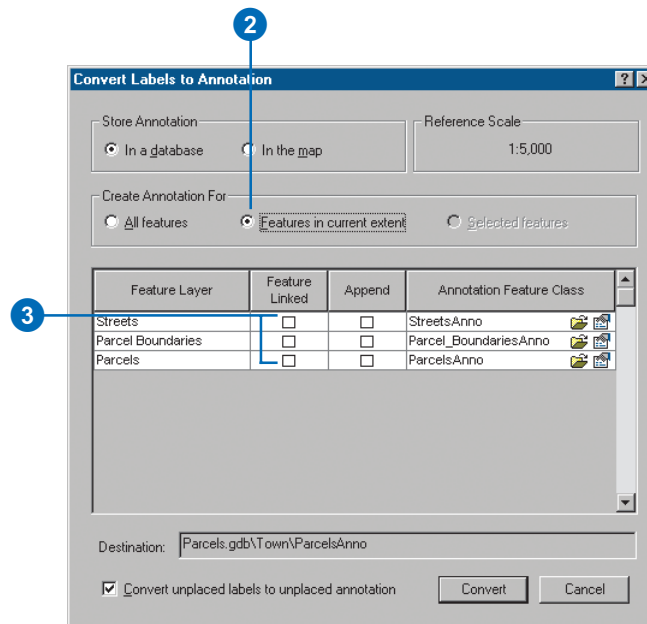 2
Convert Labels to Annotation
Store Annotation
In a database In the map
Reference Scale
1:5,000
Create Annotation For
All features Features in current extent Selected features
Feature Layer Feature Linked Append Annotation Feature Class
3
Streets StreetsAnno
Parcel Boundaries Parcel_BoundariesAnno
Parcels ParcelsAnno
Destination: Parcels.gdb\Town\ParcelsAnno
Convert unplaced labels to unplaced annotation Convert Cancel